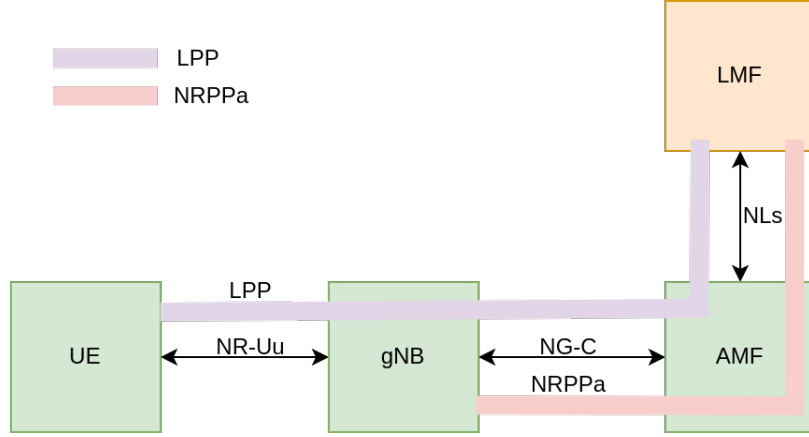 LPP
NRPPa
LMF
NLs
LPP
UE
NR-Uu
gNB
NG-C
NRPPa
AMF